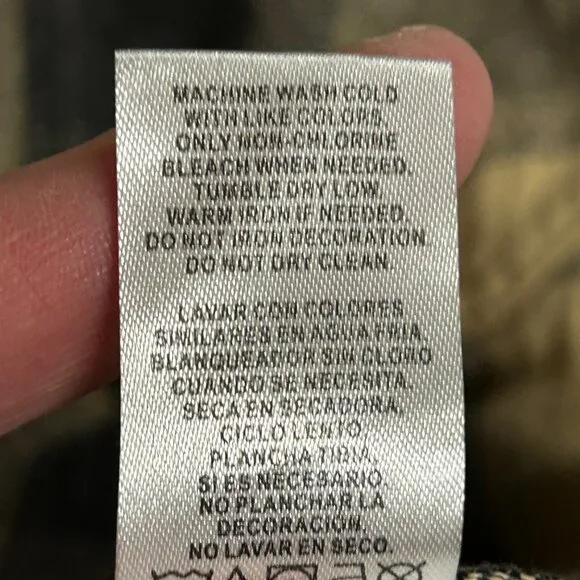 MACHINE WASH COLD
WITH LIKE COLORS
ONLY NON-CHLORINE
BLEACH WHEN NEEDED.
TUMBLE DRY LOW.
WARM IRON IF NEEDED.
DO NOT IRON DECORATION
DO NOT DRY CLEAN.
LAVAR CON COLORES
SIMILARES EN AGUA FRIA
BLANQUEADOR SIN CLORO
CUANDO SE NECESITA.
SECA EN SECADORA,
CICLO LENTO
PLANCHA TIBIA
SI ES NECESARIO
NO PLANCHAR LA
DECORACION.
NO LAVAR EN SECO.